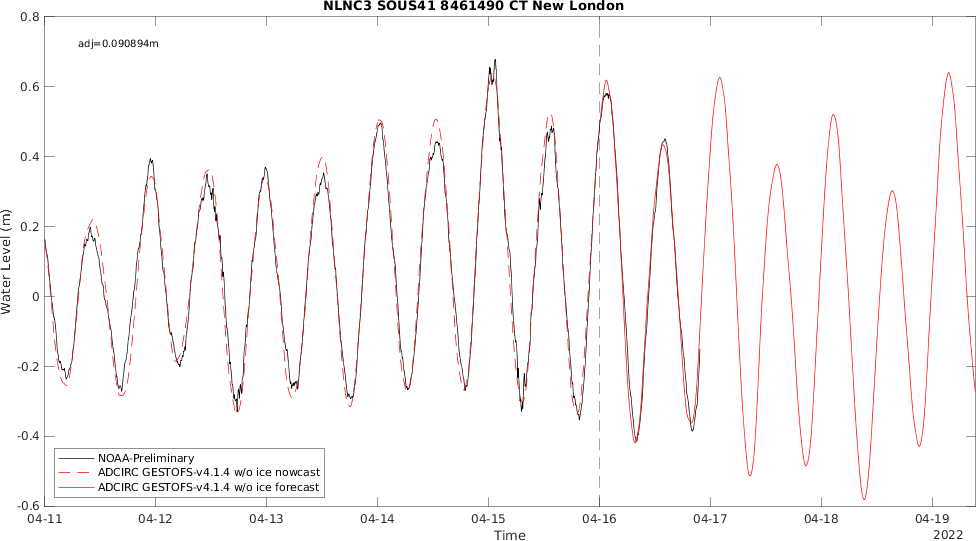 NLNC3 SOUS41 8461490 CT New London
adj=0.090894m
0.8
0.6
0.4
0.2
0
-0.2
-0.4
-0.6
Water Level (m)
NOAA-Preliminary
ADCIRC GESTOFS-v4.1.4 w/o ice nowcast
ADCIRC GESTOFS-v4.1.4 w/o ice forecast
04-11 04-12 04-13 04-14 04-15 04-16 04-17 04-18 04-19
Time
2022